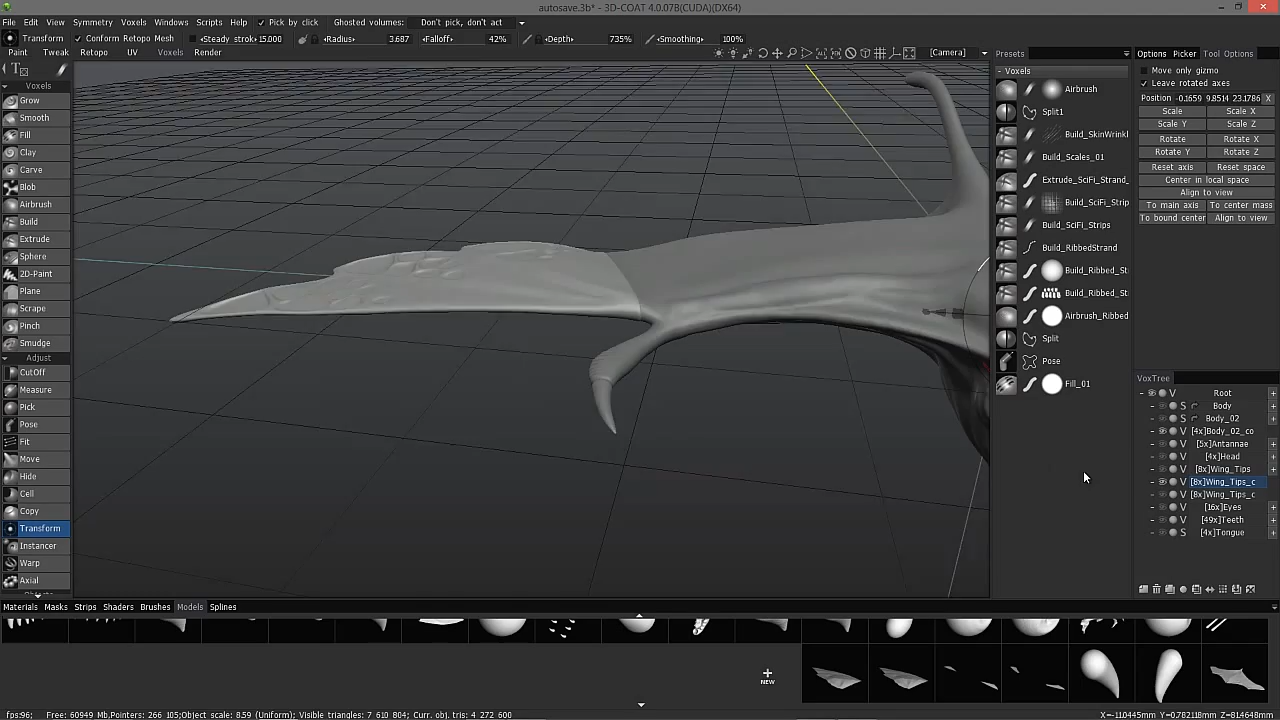 autosave.3b* - 3D-COAT 4.0.07B(CUDA)(DX64)
File Edit View Symmetry Voxels Windows Scripts Help Pick by click Ghosted volumes: Don't pick, don't act
Transform Conform Retopo Mesh Steady strok 15.000 Radius? 3.687 Falloff? 42% Depth? 735% Smoothing? 100%
Paint Tweak Retopo UV Voxels Render [Camera]
Presets
Options Picker Tool Options
Voxels
Grow
Smooth
Fill
Clay
Carve
Blob
Airbrush
Build
Extrude
Sphere
2D-Paint
Plane
Scrape
Pinch
Smudge
Adjust
CutOff
Measure
Pick
Pose
Fit
Move
Hide
Cell
Copy
Transform
Instancer
Warp
Axial
Voxels
Airbrush
Split1
Build_SkinWrinkl
Build_Scales_01
Extrude_SciFi_Strand_
Build_SciFi_Strip
Build_SciFi_Strips
Build_RibbedStrand
Build_Ribbed_St
Build_Ribbed_St
Airbrush_Ribbed
Split
Pose
Fill_01
Move only gizmo
Leave rotated axes
Position -0.1659 9.8514 23.1786 X
Scale Scale X
Scale Y Scale Z
Rotate Rotate X
Rotate Y Rotate Z
Reset axis Reset space
Center in local space
Align to view
To main axis To center mass
To bound center Align to view
VoxTree
V Root +
S Body +
S Body_02 +
V [4x]Body_02_co
V [5x]Antannae +
V [4x]Head +
V [8x]Wing_Tips +
V [8x]Wing_Tips_c
V [8x]Wing_Tips_c
V [16x]Eyes +
V [49x]Teeth +
S [4x]Tongue +
Materials Masks Strips Shaders Brushes Models Splines
NEW
fps:96; Free: 60949 Mb,Pointers: 266 105;Object scale: 8.59 (Uniform); Visible triangles: 7 610 804; Curr. obj. tris: 4 272 600
X=-110.445mm Y=0.782118mm Z=81.4648mm